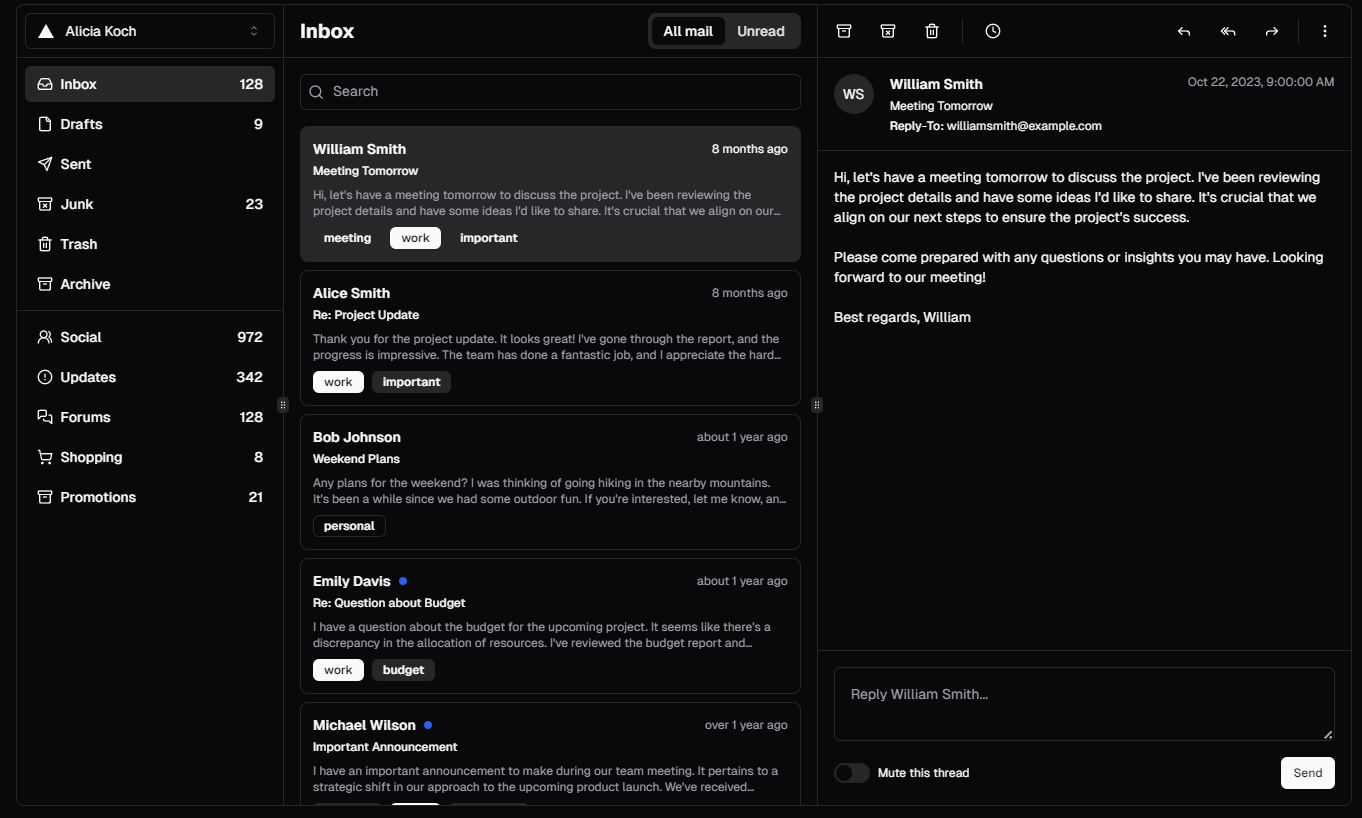 Alicia Koch
Inbox 128
Drafts 9
Sent
Junk 23
Trash
Archive
Social 972
Updates 342
Forums 128
Shopping 8
Promotions 21
Inbox
All mail Unread
Search
William Smith 8 months ago
Meeting Tomorrow
Hi, let's have a meeting tomorrow to discuss the project. I've been reviewing the
project details and have some ideas I'd like to share. It's crucial that we align on our…
meeting work important
Alice Smith 8 months ago
Re: Project Update
Thank you for the project update. It looks great! I've gone through the report, and the
progress is impressive. The team has done a fantastic job, and I appreciate the hard…
work important
Bob Johnson about 1 year ago
Weekend Plans
Any plans for the weekend? I was thinking of going hiking in the nearby mountains.
It's been a while since we had some outdoor fun. If you're interested, let me know, an…
personal
Emily Davis about 1 year ago
Re: Question about Budget
I have a question about the budget for the upcoming project. It seems like there's a
discrepancy in the allocation of resources. I've reviewed the budget report and…
work budget
Michael Wilson over 1 year ago
Important Announcement
I have an important announcement to make during our team meeting. It pertains to a
strategic shift in our approach to the upcoming product launch. We've received…
WS
William Smith Oct 22, 2023, 9:00:00 AM
Meeting Tomorrow
Reply-To: williamsmith@example.com
Hi, let's have a meeting tomorrow to discuss the project. I've been reviewing
the project details and have some ideas I'd like to share. It's crucial that we
align on our next steps to ensure the project's success.
Please come prepared with any questions or insights you may have. Looking
forward to our meeting!
Best regards, William
Reply William Smith...
Mute this thread Send